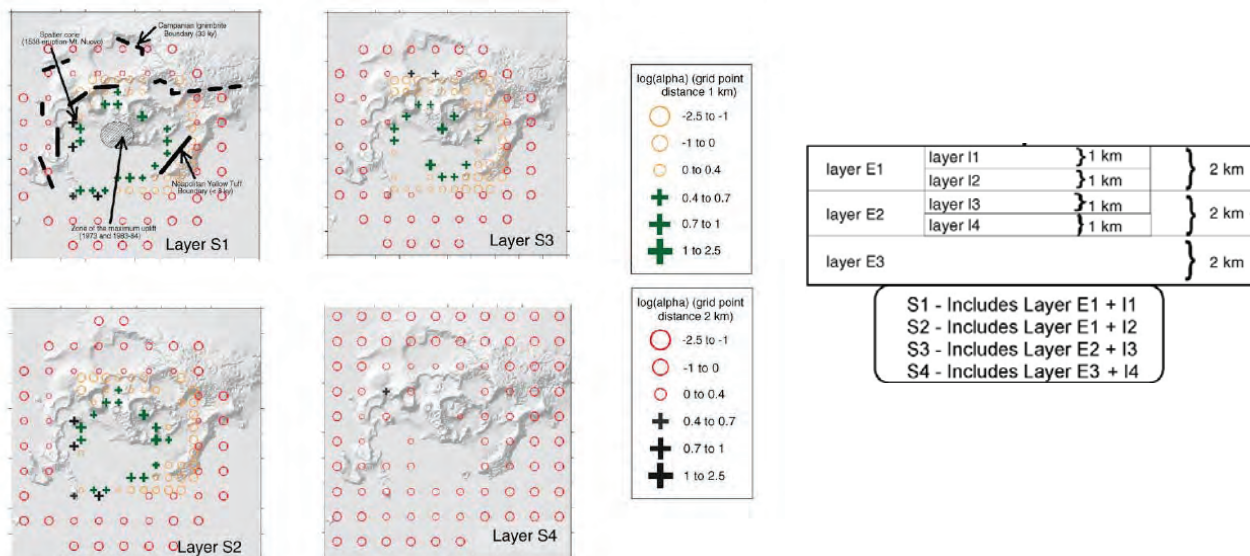 Campanian Ignimbrite
Boundary (39 ky)
Spatter cone
(1538 eruption Mt. Nuovo)
Neapolitan Yellow Tuff
Zone of the maximum uplift
(1973 and 1983-84)
Layer S1
Layer S3
Layer S2
Layer S4
log(alpha) (grid point
distance 1 km)
-2.5 to -1
-1 to 0
0 to 0.4
0.4 to 0.7
0.7 to 1
1 to 2.5
log(alpha) (grid point
distance 2 km)
-2.5 to -1
-1 to 0
0 to 0.4
0.4 to 0.7
0.7 to 1
1 to 2.5
layer E1
layer I1
1 km
2 km
layer I2
1 km
layer E2
layer I3
1 km
2 km
layer I4
1 km
layer E3
2 km
S1 - Includes Layer E1 + I1
S2 - Includes Layer E1 + I2
S3 - Includes Layer E2 + I3
S4 - Includes Layer E3 + I4